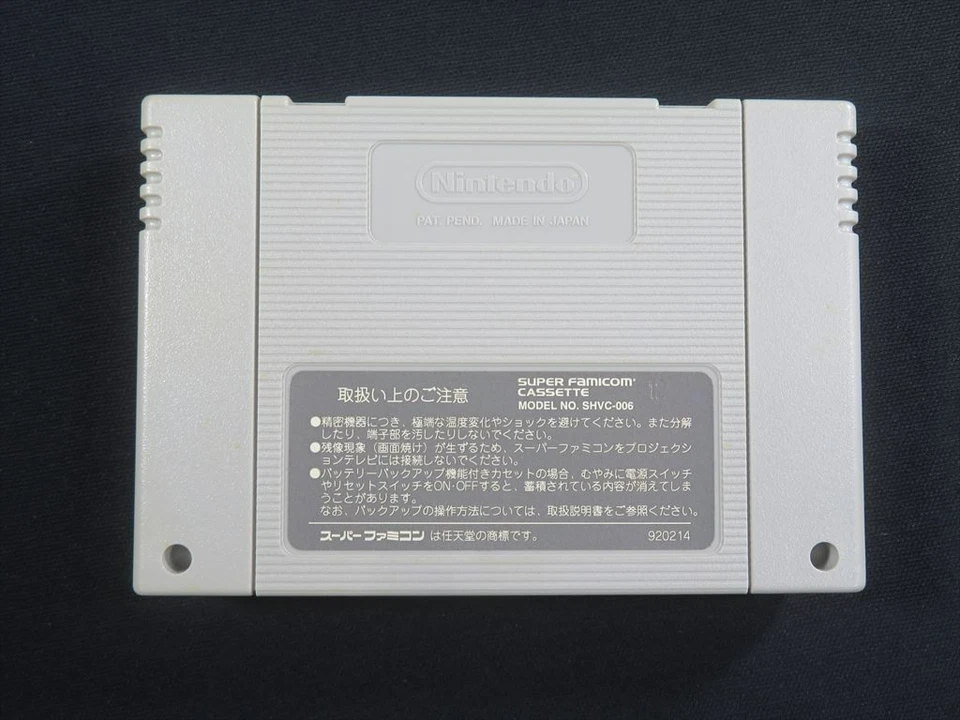 Nintendo
PAT. PEND. MADE IN JAPAN
取扱い上のご注意
SUPER FAMICOM
CASSETTE
MODEL NO. SHVC-006
●精密機器につき、極端な温度変化やショックを避けてください。また分解
したり、端子部を汚したりしないでください。
●残像現象(画面焼け)が生ずるため、スーパーファミコンをプロジェクシ
ョンテレビには接続しないでください。
●バッテリーバックアップ機能付きカセットの場合、むやみに電源スイッチ
やリセットスイッチをON・OFFすると、蓄積されている内容が消えてしま
うことがあります。
なお、バックアップの操作方法については、取扱説明書をご参照ください。
スーパーファミコン は任天堂の商標です。 920214